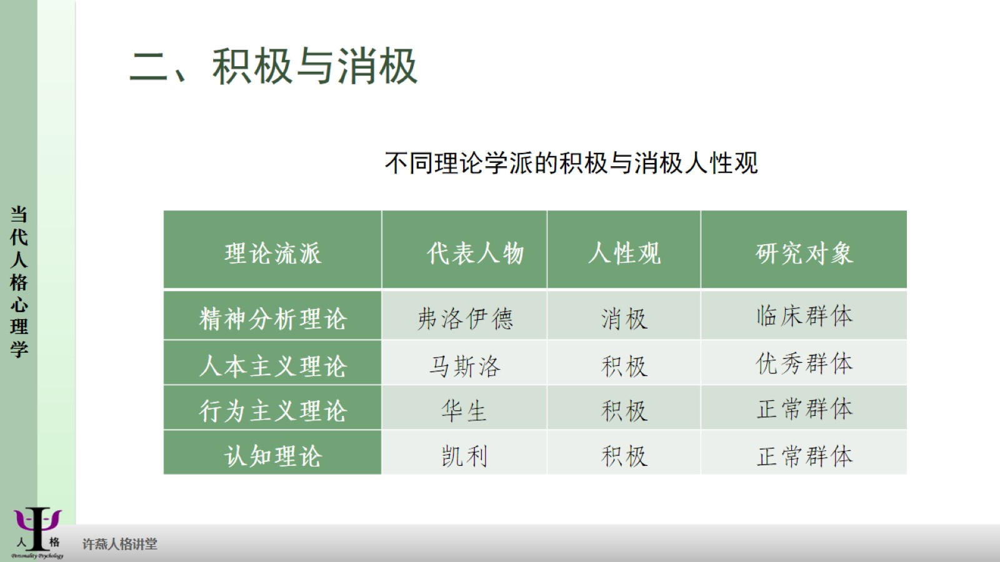 二、积极与消极
不同理论学派的积极与消极人性观
理论流派 代表人物 人性观 研究对象
精神分析理论 弗洛伊德 消极 临床群体
人本主义理论 马斯洛 积极 优秀群体
行为主义理论 华生 积极 正常群体
认知理论 凯利 积极 正常群体
当代人格心理学
人格
Personality Psychology
许燕人格讲堂